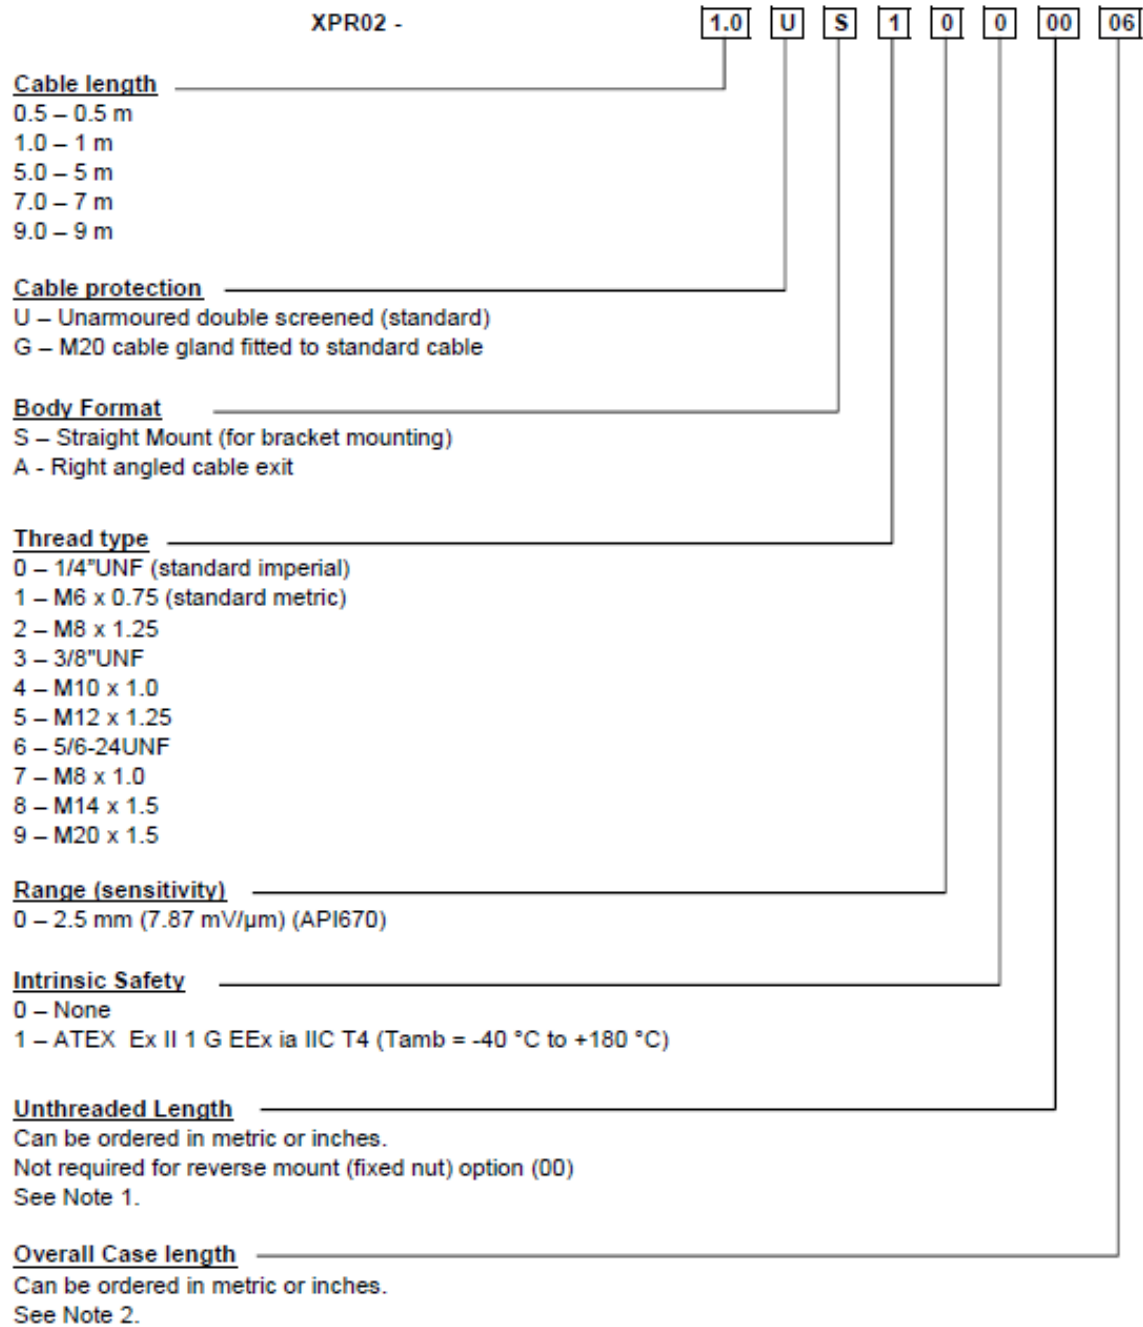 XPR02 - 1.0 U S 1 0 0 00 06
Cable length
0.5 – 0.5 m
1.0 – 1 m
5.0 – 5 m
7.0 – 7 m
9.0 – 9 m
Cable protection
U – Unarmoured double screened (standard)
G – M20 cable gland fitted to standard cable
Body Format
S – Straight Mount (for bracket mounting)
A - Right angled cable exit
Thread type
0 – 1/4"UNF (standard imperial)
1 – M6 x 0.75 (standard metric)
2 – M8 x 1.25
3 – 3/8"UNF
4 – M10 x 1.0
5 – M12 x 1.25
6 – 5/6-24UNF
7 – M8 x 1.0
8 – M14 x 1.5
9 – M20 x 1.5
Range (sensitivity)
0 – 2.5 mm (7.87 mV/µm) (API670)
Intrinsic Safety
0 – None
1 – ATEX Ex II 1 G EEx ia IIC T4 (Tamb = -40 °C to +180 °C)
Unthreaded Length
Can be ordered in metric or inches.
Not required for reverse mount (fixed nut) option (00)
See Note 1.
Overall Case length
Can be ordered in metric or inches.
See Note 2.